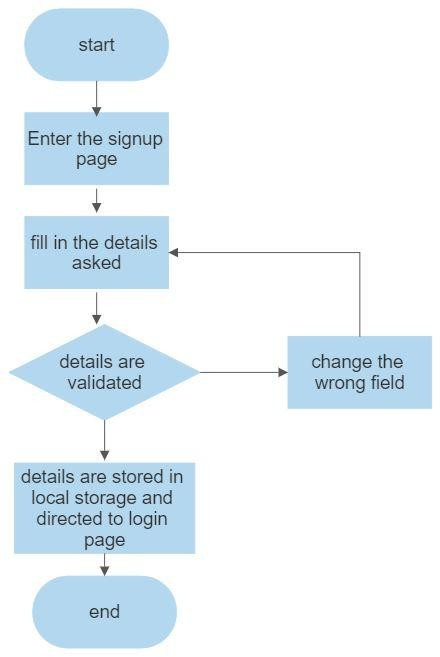 start
Enter the signup
page
fill in the details
asked
details are
validated
change the
wrong field
details are stored in
local storage and
directed to login
page
end